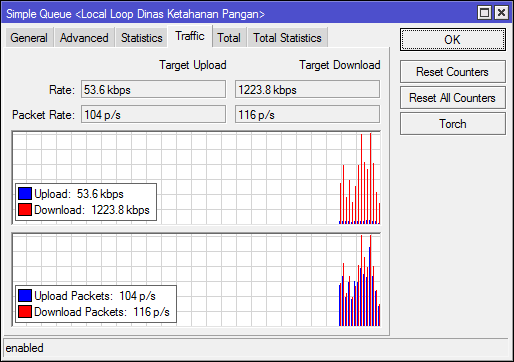 Simple Queue <Local Loop Dinas Ketahanan Pangan>
General Advanced Statistics Traffic Total Total Statistics
OK
Reset Counters
Reset All Counters
Torch
Target Upload Target Download
Rate: 53.6 kbps 1223.8 kbps
Packet Rate: 104 p/s 116 p/s
Upload: 53.6 kbps
Download: 1223.8 kbps
Upload Packets: 104 p/s
Download Packets: 116 p/s
enabled